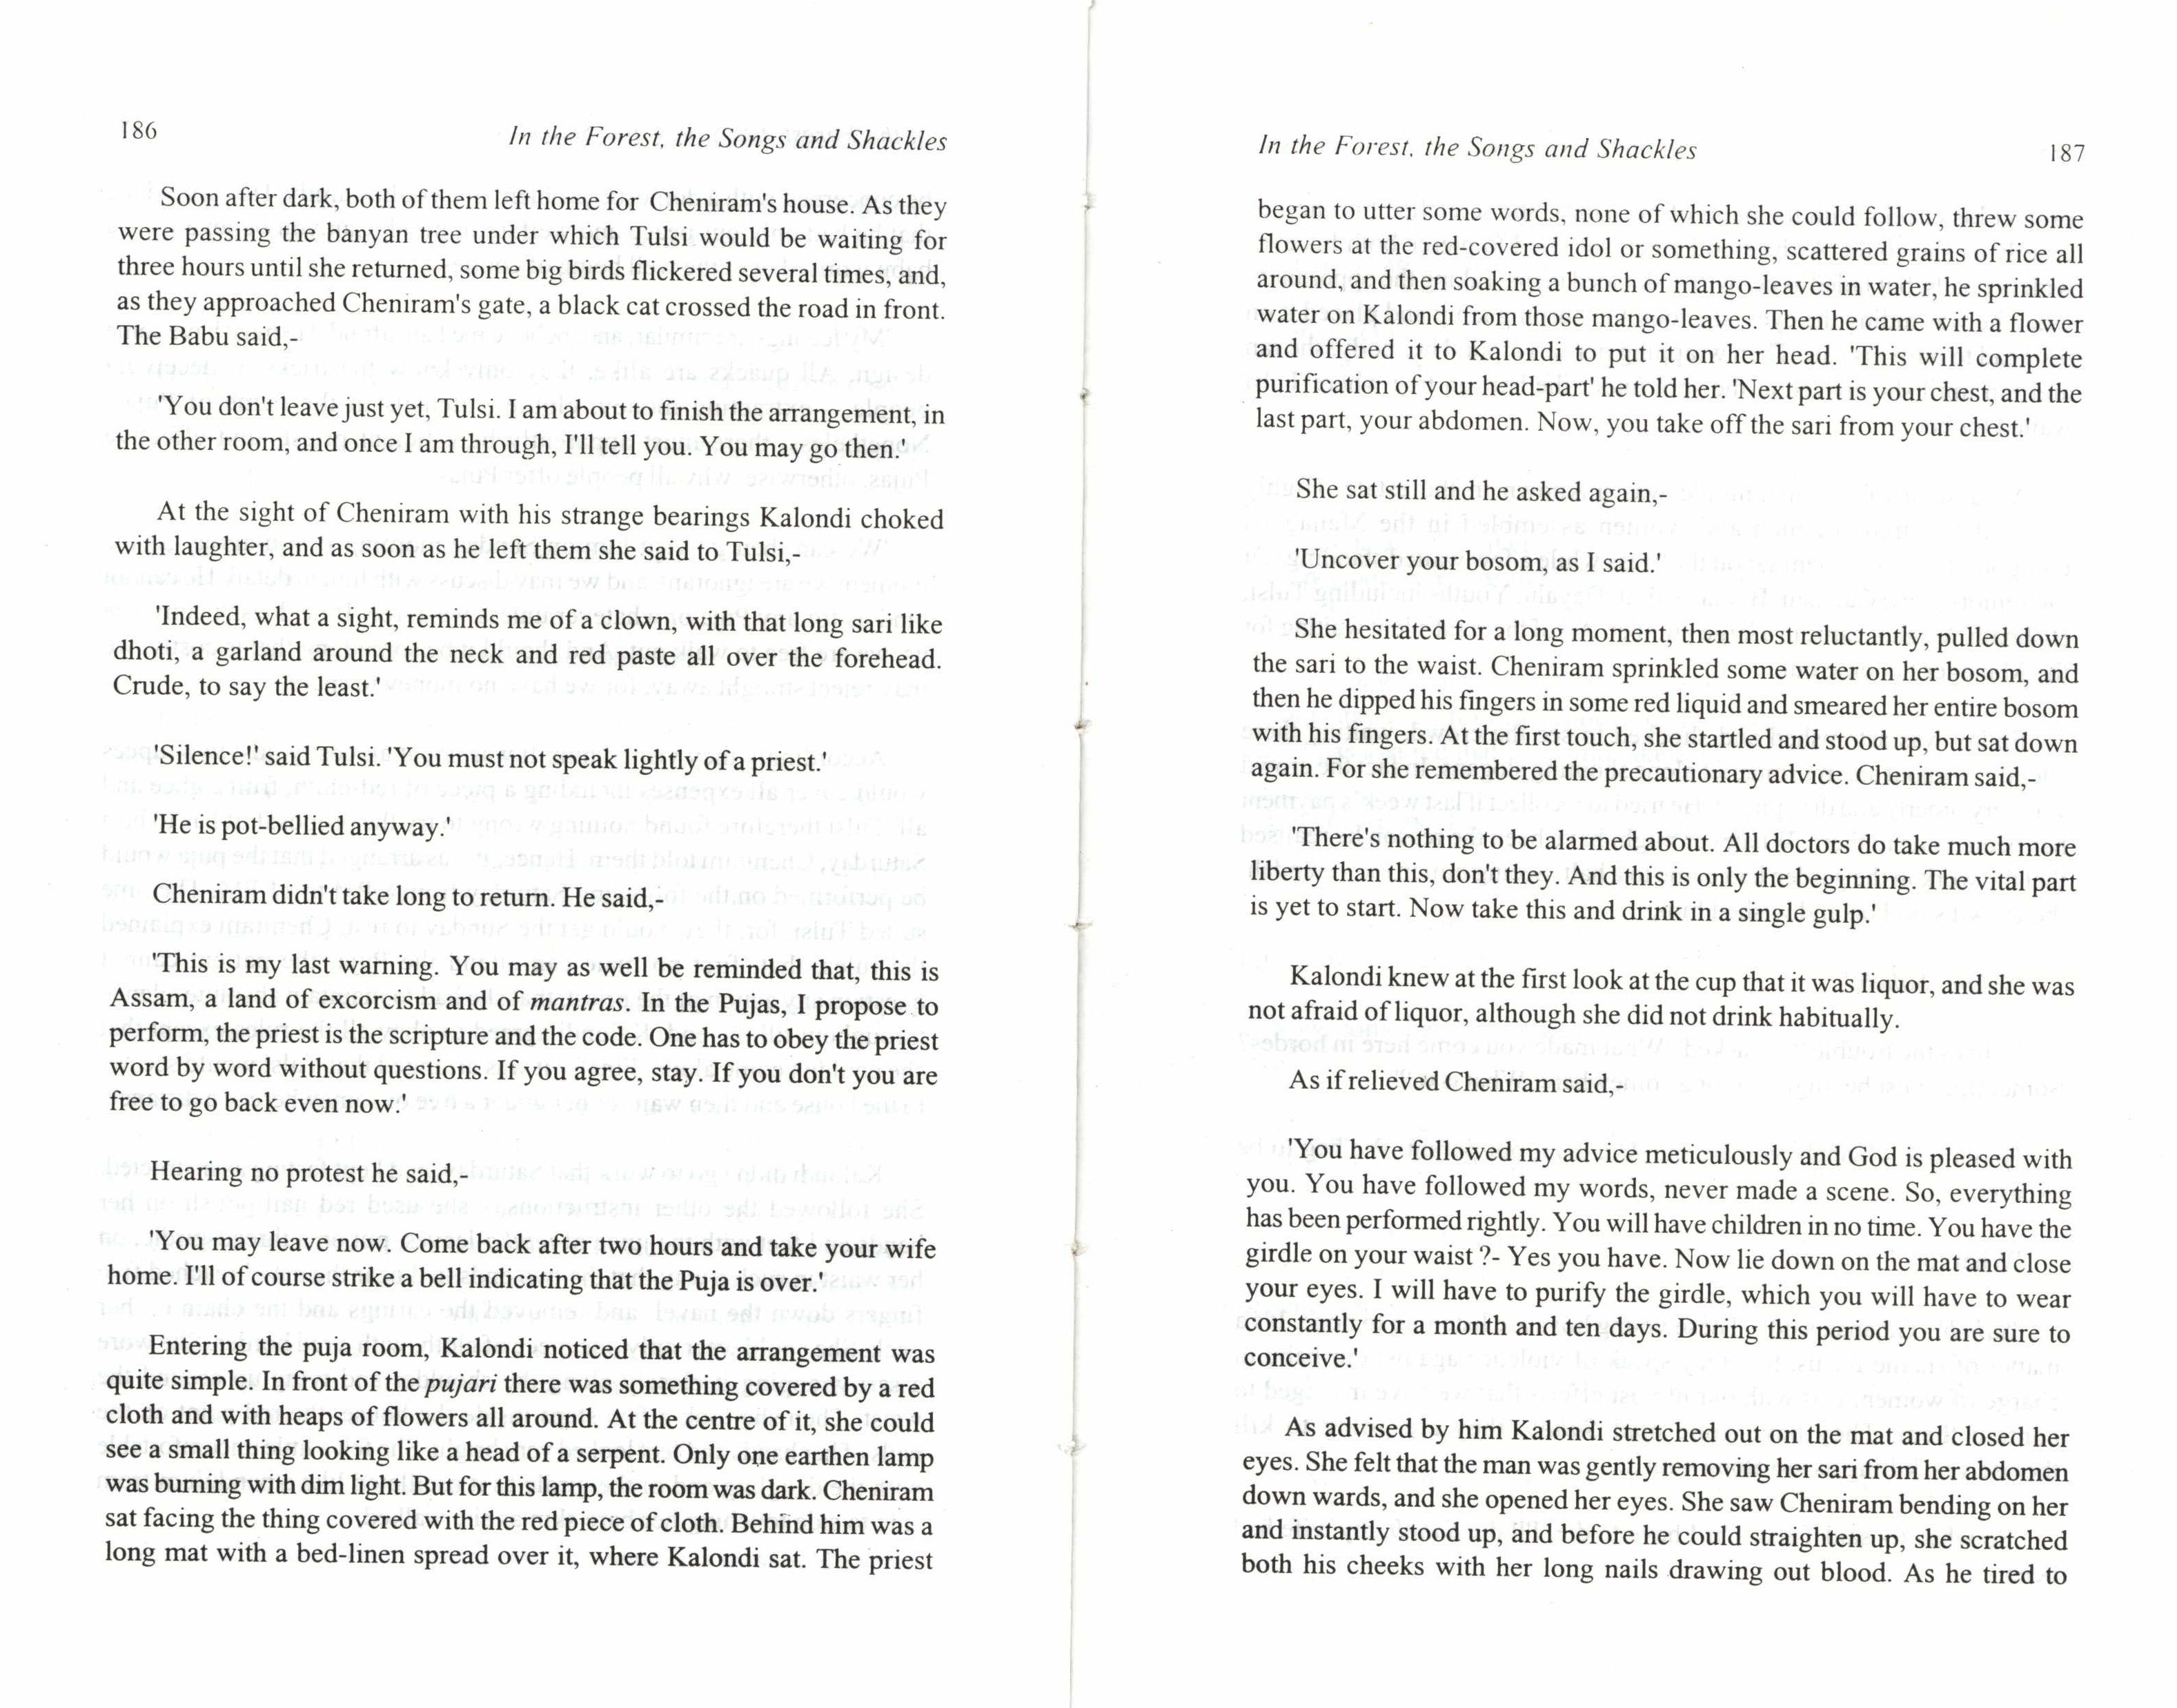 186
In the Forest, the Songs and Shackles
Soon after dark, both of them left home for Cheniram's house. As they
were passing the banyan tree under which Tulsi would be waiting for
three hours until she returned, some big birds flickered several times, and,
as they approached Cheniram's gate, a black cat crossed the road in front.
The Babu said,-
'You don't leave just yet, Tulsi. I am about to finish the arrangement, in
the other room, and once I am through, I'll tell you. You may go then.'
At the sight of Cheniram with his strange bearings Kalondi choked
with laughter, and as soon as he left them she said to Tulsi,-
'Indeed, what a sight, reminds me of a clown, with that long sari like
dhoti, a garland around the neck and red paste all over the forehead.
Crude, to say the least.'
'Silence!' said Tulsi. 'You must not speak lightly of a priest.'
'He is pot-bellied anyway.'
Cheniram didn't take long to return. He said,-
'This is my last warning. You may as well be reminded that, this is
Assam, a land of excorcism and of mantras. In the Pujas, I propose to
perform, the priest is the scripture and the code. One has to obey the priest
word by word without questions. If you agree, stay. If you don't you are
free to go back even now.'
Hearing no protest he said,-
'You may leave now. Come back after two hours and take your wife
home. I'll of course strike a bell indicating that the Puja is over.'
Entering the puja room, Kalondi noticed that the arrangement was
quite simple. In front of the pujari there was something covered by a red
cloth and with heaps of flowers all around. At the centre of it, she could
see a small thing looking like a head of a serpent. Only one earthen lamp
was burning with dim light. But for this lamp, the room was dark. Cheniram
sat facing the thing covered with the red piece of cloth. Behind him was a
long mat with a bed-linen spread over it, where Kalondi sat. The priest
In the Forest, the Songs and Shackles
187
began to utter some words, none of which she could follow, threw some
flowers at the red-covered idol or something, scattered grains of rice all
around, and then soaking a bunch of mango-leaves in water, he sprinkled
water on Kalondi from those mango-leaves. Then he came with a flower
and offered it to Kalondi to put it on her head. 'This will complete
purification of your head-part' he told her. 'Next part is your chest, and the
last part, your abdomen. Now, you take off the sari from your chest.'
She sat still and he asked again,-
'Uncover your bosom, as I said.'
She hesitated for a long moment, then most reluctantly, pulled down
the sari to the waist. Cheniram sprinkled some water on her bosom, and
then he dipped his fingers in some red liquid and smeared her entire bosom
with his fingers. At the first touch, she startled and stood up, but sat down
again. For she remembered the precautionary advice. Cheniram said,-
'There's nothing to be alarmed about. All doctors do take much more
liberty than this, don't they. And this is only the beginning. The vital part
is yet to start. Now take this and drink in a single gulp.'
Kalondi knew at the first look at the cup that it was liquor, and she was
not afraid of liquor, although she did not drink habitually.
As if relieved Cheniram said,-
'You have followed my advice meticulously and God is pleased with
you. You have followed my words, never made a scene. So, everything
has been performed rightly. You will have children in no time. You have the
girdle on your waist ?- Yes you have. Now lie down on the mat and close
your eyes. I will have to purify the girdle, which you will have to wear
constantly for a month and ten days. During this period you are sure to
conceive.'
As advised by him Kalondi stretched out on the mat and closed her
eyes. She felt that the man was gently removing her sari from her abdomen
down wards, and she opened her eyes. She saw Cheniram bending on her
and instantly stood up, and before he could straighten up, she scratched
both his cheeks with her long nails drawing out blood. As he tired to